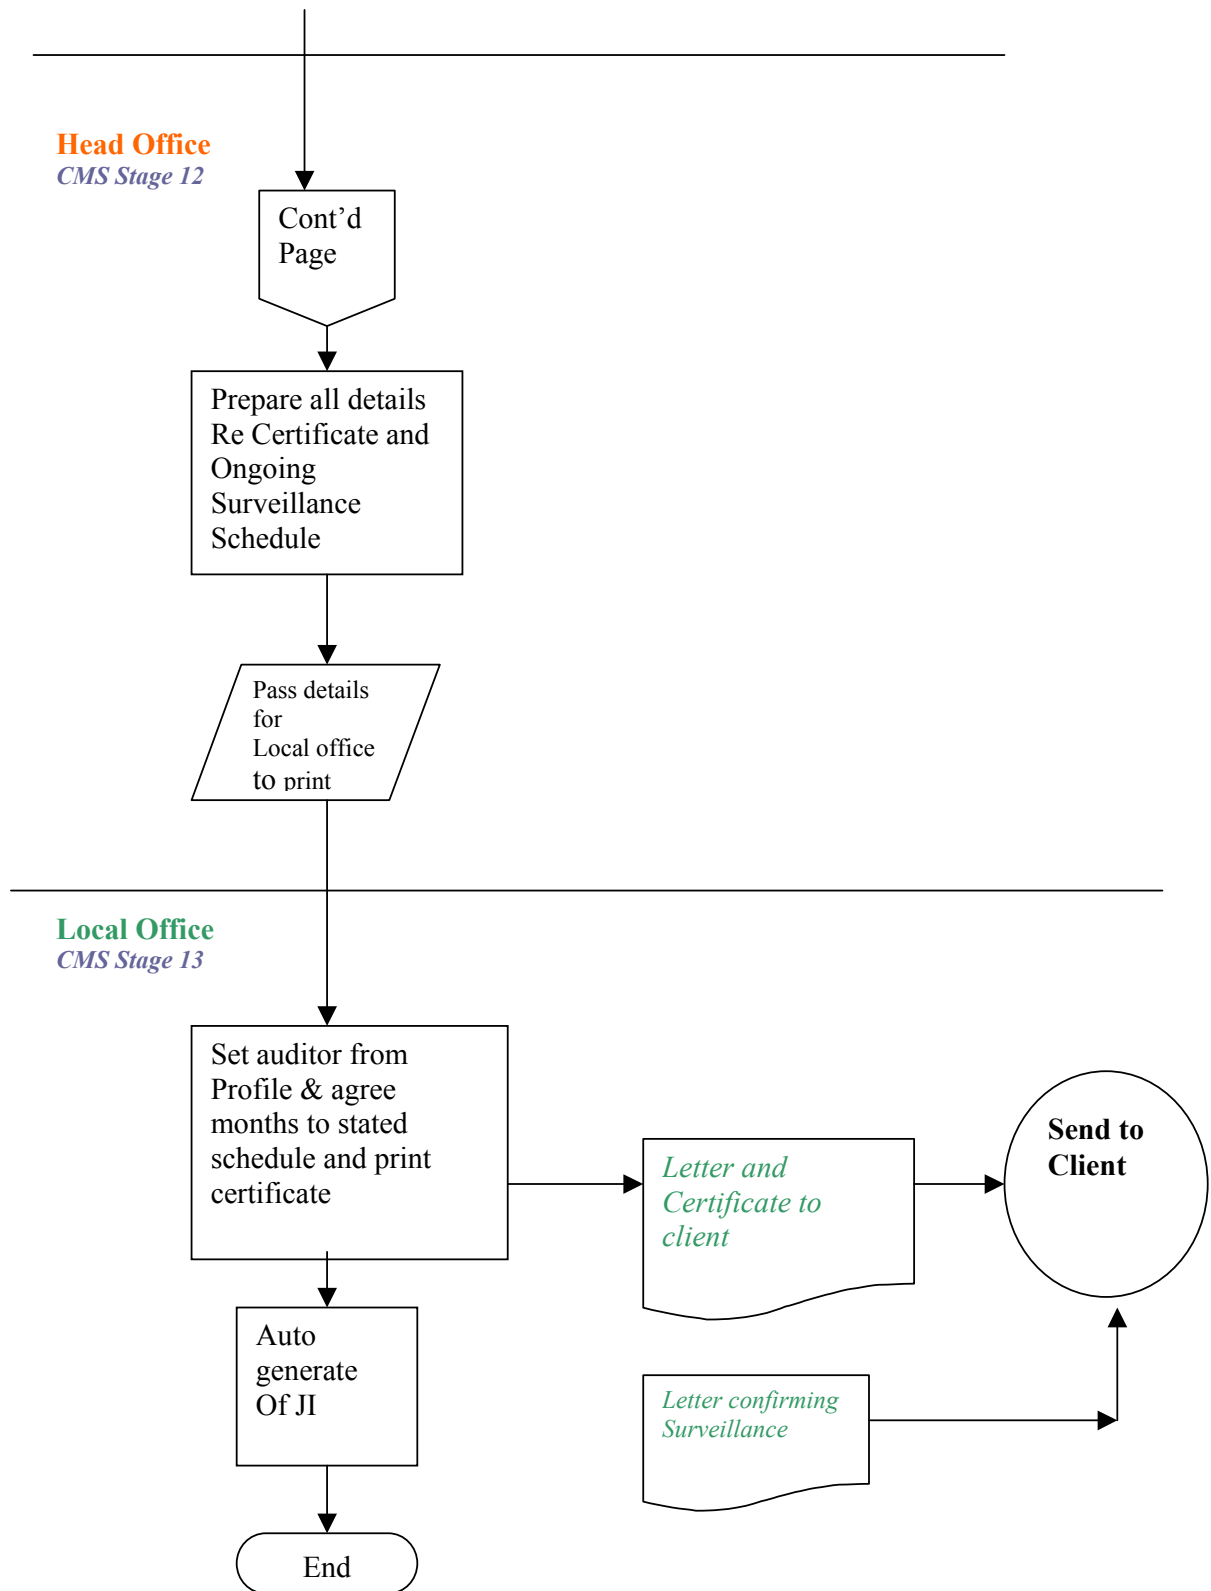 Head Office
CMS Stage 12
Cont’d
Page
Prepare all details
Re Certificate and
Ongoing
Surveillance
Schedule
Pass details
for
Local office
to print
Local Office
CMS Stage 13
Set auditor from
Profile & agree
months to stated
schedule and print
certificate
Letter and
Certificate to
client
Send to
Client
Auto
generate
Of JI
Letter confirming
Surveillance
End